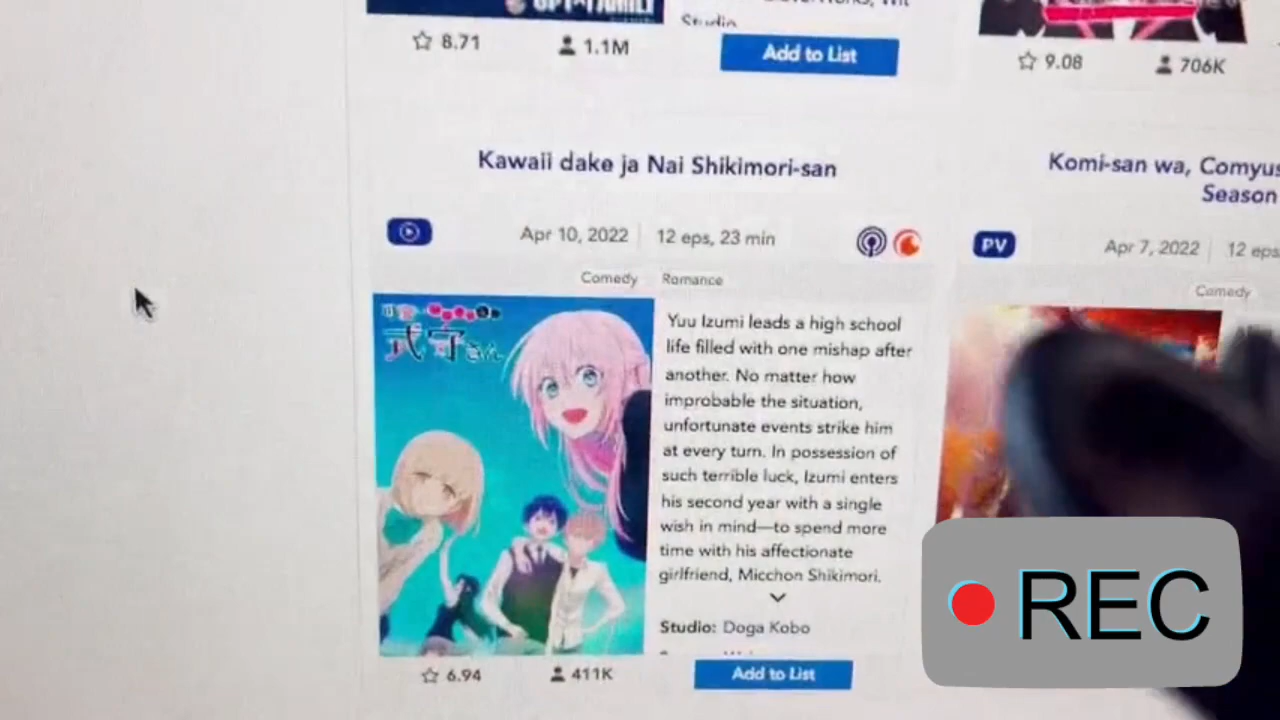 SPY×FAMILY
Studio
8.71
1.1M
Add to List
9.08
706K
Kawaii dake ja Nai Shikimori-san
Apr 10, 2022
12 eps, 23 min
Comedy
Romance
式守さん
Yuu Izumi leads a high school
life filled with one mishap after
another. No matter how
improbable the situation,
unfortunate events strike him
at every turn. In possession of
such terrible luck, Izumi enters
his second year with a single
wish in mind—to spend more
time with his affectionate
girlfriend, Micchon Shikimori.
Studio: Doga Kobo
6.94
411K
Add to List
Komi-san wa, Comyus
Season
PV
Apr 7, 2022
12 eps
Comedy
REC